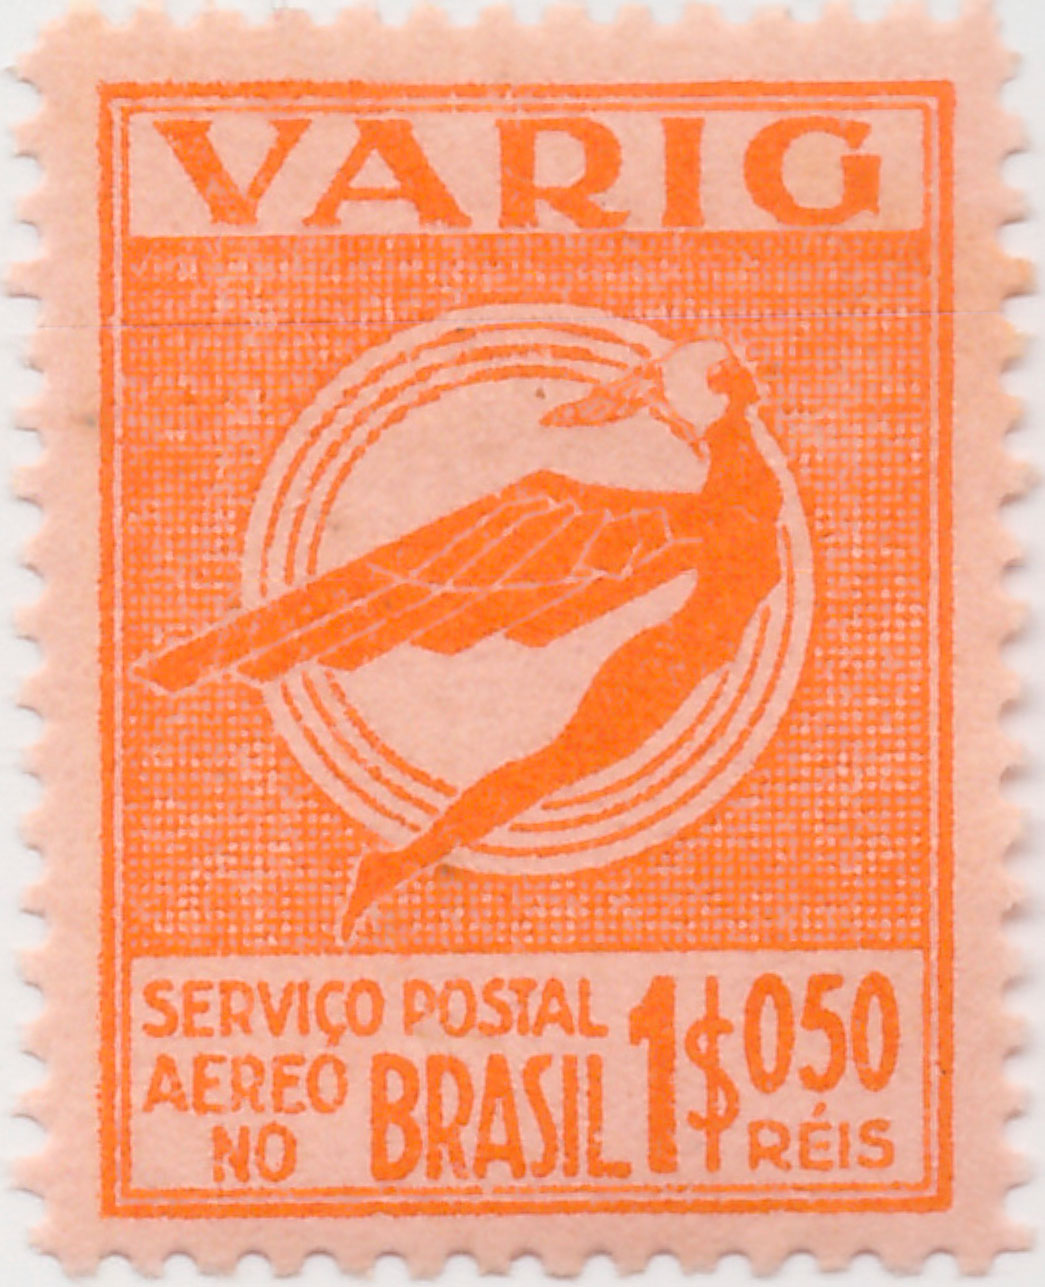 VARIG
SERVIÇO POSTAL
AEREO
NO BRASIL
1$050
RÉIS